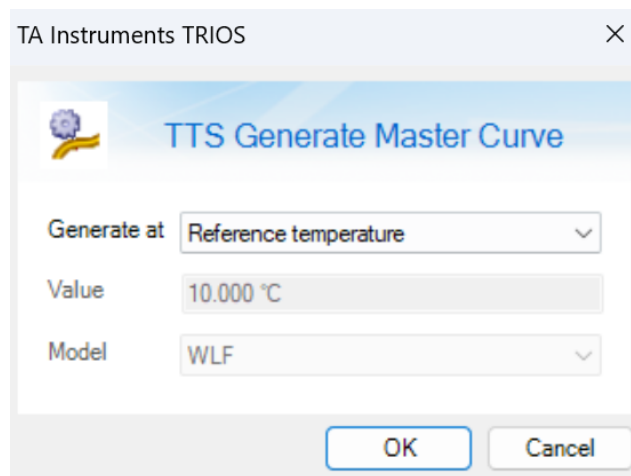 TA Instruments TRIOS
TTS Generate Master Curve
Generate at Reference temperature
Value 10.000 °C
Model WLF
OK Cancel